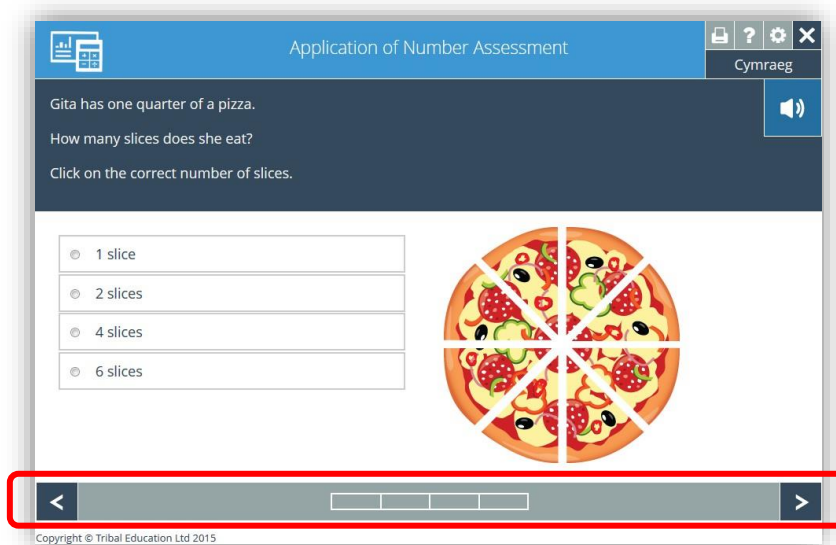 Application of Number Assessment
?
Cymraeg
Gita has one quarter of a pizza.
How many slices does she eat?
Click on the correct number of slices.
1 slice
2 slices
4 slices
6 slices
<
>
Copyright © Tribal Education Ltd 2015